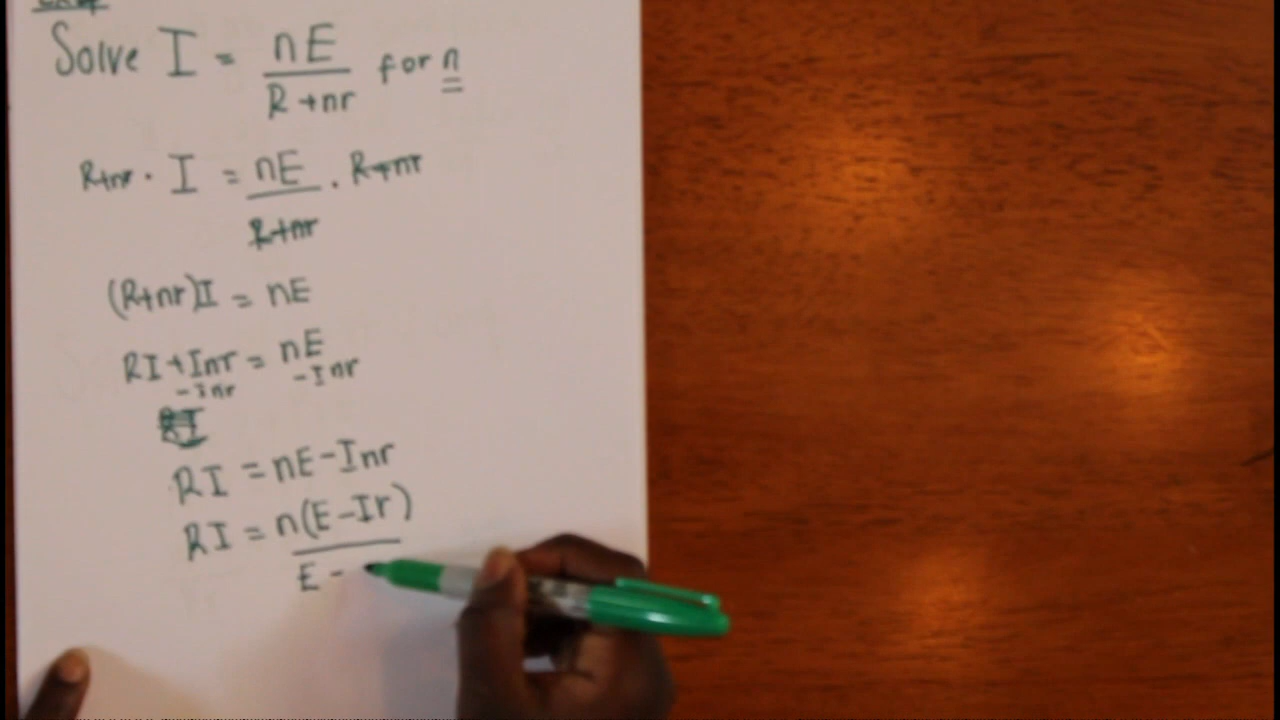 Solve I = nE / R+nr for n
R+nr · I = nE / R+nr · R+nr
(R+nr)I = nE
RI+Inr = nE
-Inr -Inr
RI
RI = nE-Inr
RI = n(E-Ir)
E -